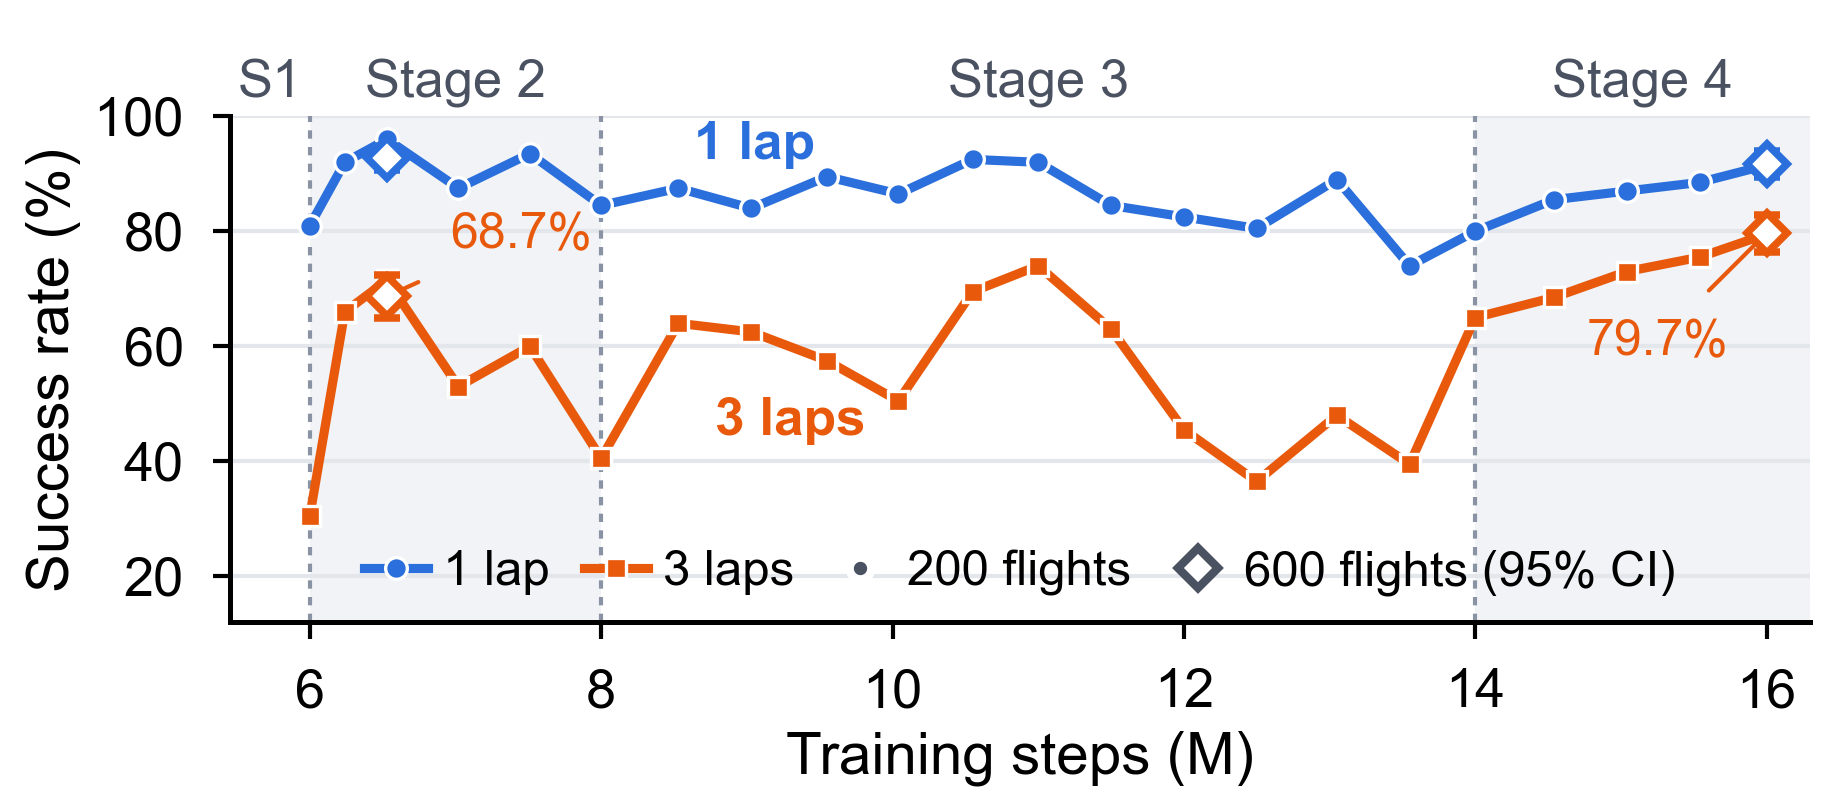 S1 Stage 2 Stage 3 Stage 4
100
80
60
40
20
Success rate (%)
1 lap
68.7%
79.7%
3 laps
1 lap 3 laps 200 flights 600 flights (95% CI)
6 8 10 12 14 16
Training steps (M)